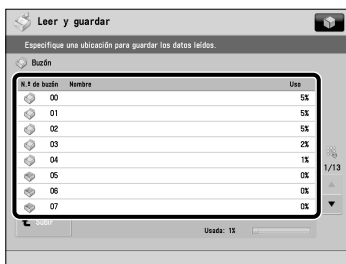 Leer y guardar
Especifique una ubicación para guardar los datos leídos.
Buzón
N.º de buzón Nombre Uso
00 5%
01 5%
02 5%
03 2%
04 1%
05 0%
06 0%
07 0%
1/13
Subir
Usada: 1%